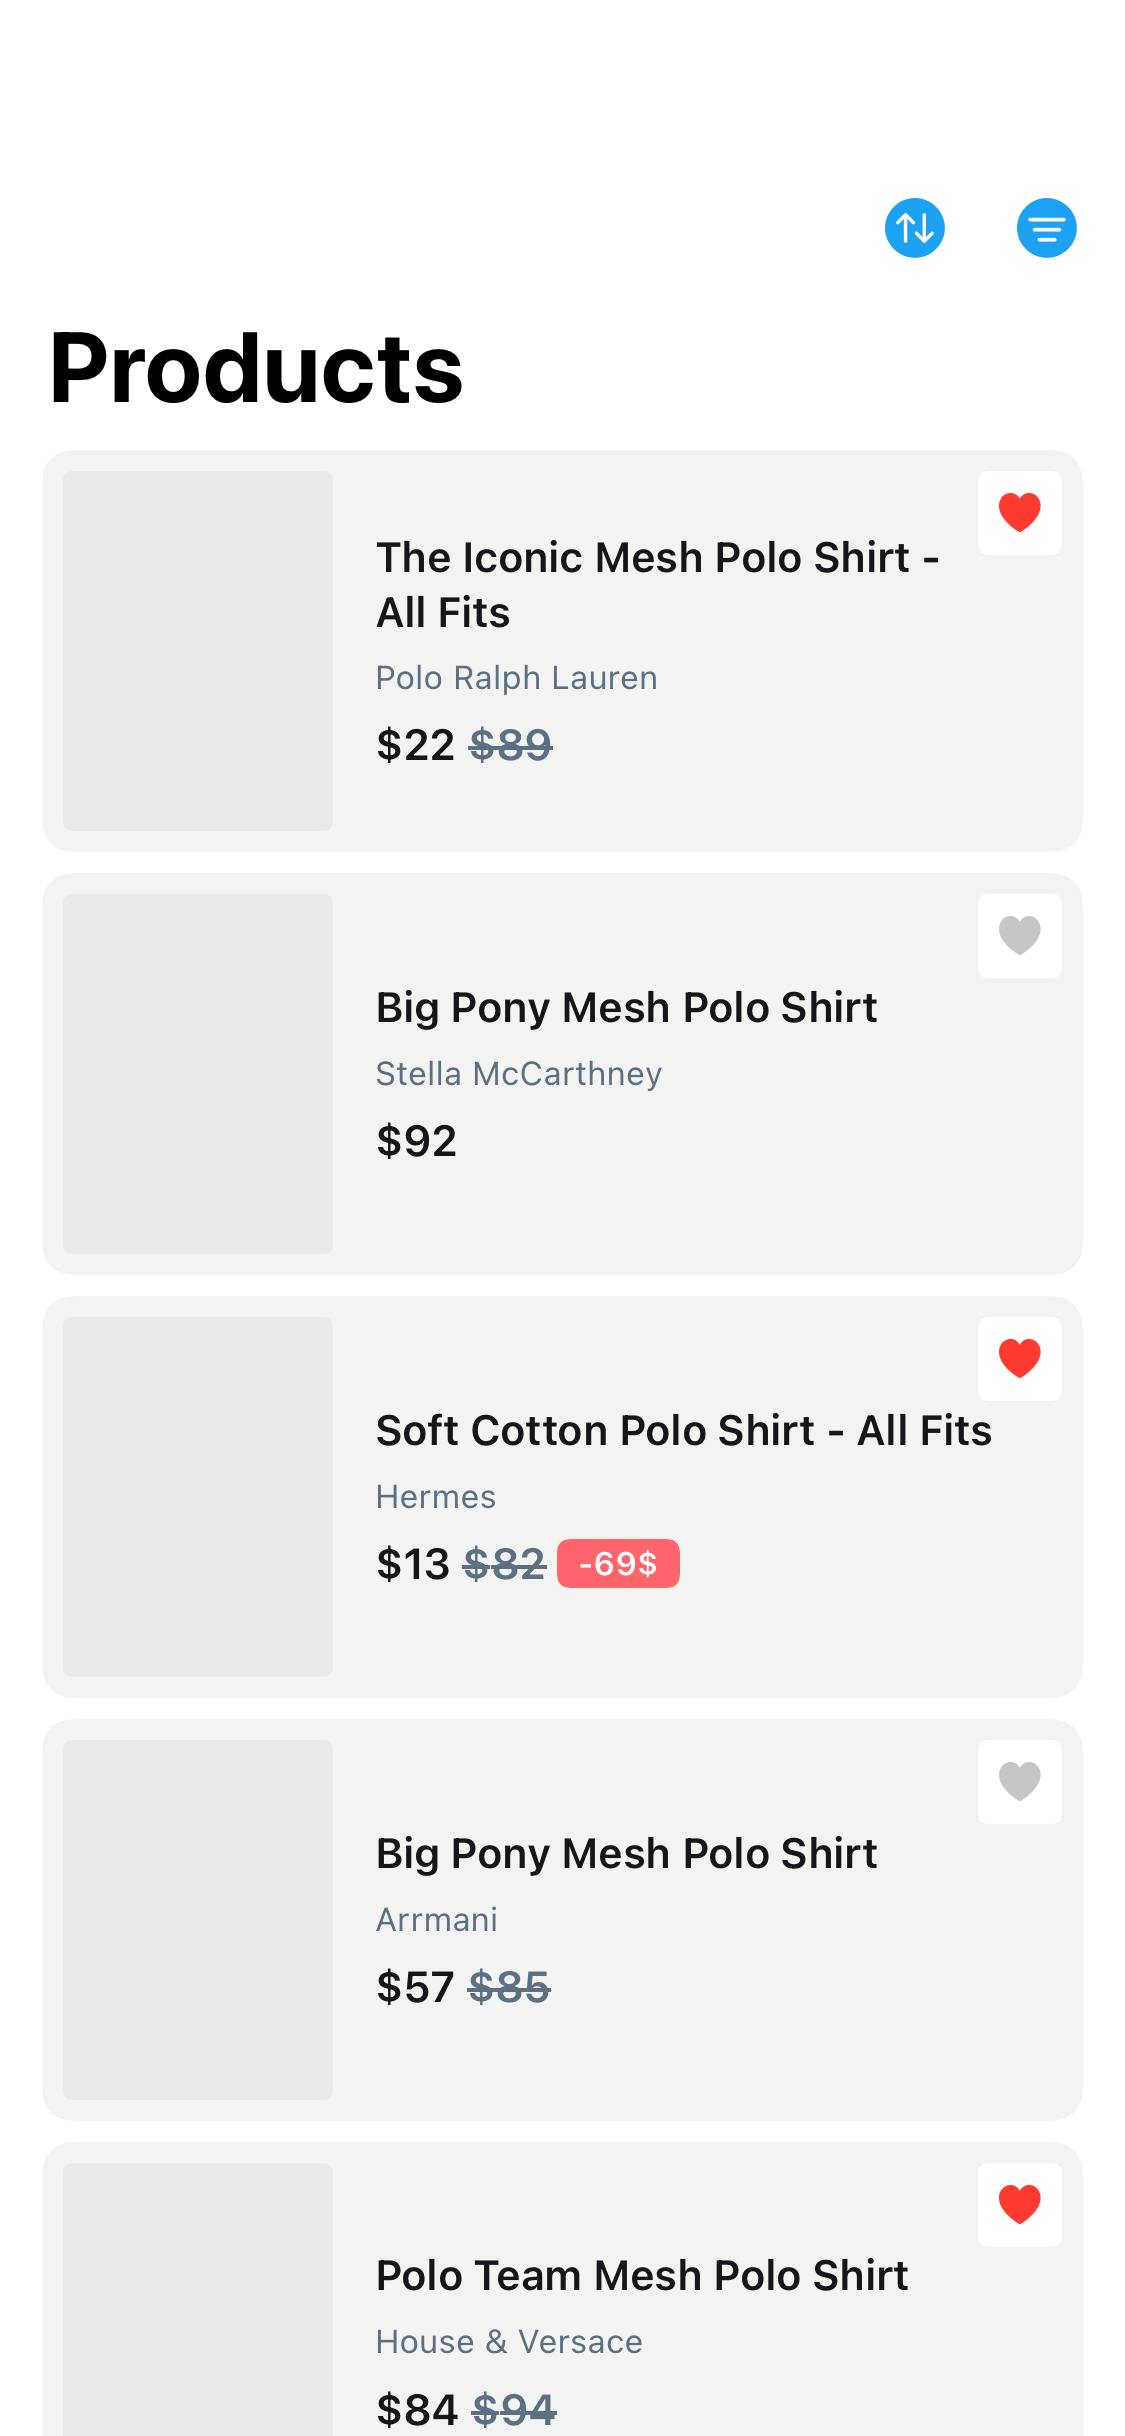 Products
The Iconic Mesh Polo Shirt -
All Fits
Polo Ralph Lauren
$22 $89
Big Pony Mesh Polo Shirt
Stella McCarthney
$92
Soft Cotton Polo Shirt - All Fits
Hermes
$13 $82 -69$
Big Pony Mesh Polo Shirt
Arrmani
$57 $85
Polo Team Mesh Polo Shirt
House & Versace
$84 $94